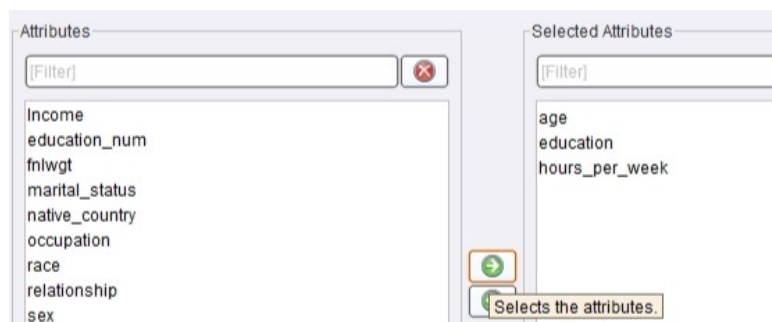 Attributes
[Filter]
Income
education_num
fnlwgt
marital_status
native_country
occupation
race
relationship
sex
Selected Attributes
[Filter]
age
education
hours_per_week
Selects the attributes.